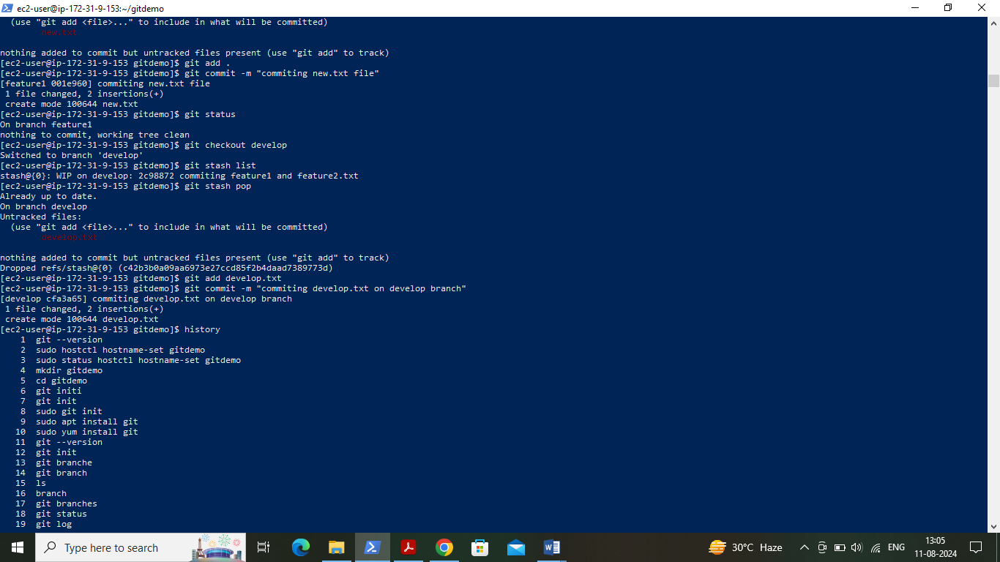 ec2-user@ip-172-31-9-153:~/gitdemo
(use "git add <file>..." to include in what will be committed)
new.txt
nothing added to commit but untracked files present (use "git add" to track)
[ec2-user@ip-172-31-9-153 gitdemo]$ git add .
[ec2-user@ip-172-31-9-153 gitdemo]$ git commit -m "commiting new.txt file"
[feature1 001e960] commiting new.txt file
1 file changed, 2 insertions(+)
create mode 100644 new.txt
[ec2-user@ip-172-31-9-153 gitdemo]$ git status
On branch feature1
nothing to commit, working tree clean
[ec2-user@ip-172-31-9-153 gitdemo]$ git checkout develop
Switched to branch 'develop'
[ec2-user@ip-172-31-9-153 gitdemo]$ git stash list
stash@{0}: WIP on develop: 2c98872 commiting feature1 and feature2.txt
[ec2-user@ip-172-31-9-153 gitdemo]$ git stash pop
Already up to date.
On branch develop
Untracked files:
(use "git add <file>..." to include in what will be committed)
develop.txt
nothing added to commit but untracked files present (use "git add" to track)
Dropped refs/stash@{0} (c42b3b0a09aa6973e27ccd85f2b4daad7389773d)
[ec2-user@ip-172-31-9-153 gitdemo]$ git add develop.txt
[ec2-user@ip-172-31-9-153 gitdemo]$ git commit -m "commiting develop.txt on develop branch"
[develop cfa3a65] commiting develop.txt on develop branch
1 file changed, 2 insertions(+)
create mode 100644 develop.txt
[ec2-user@ip-172-31-9-153 gitdemo]$ history
1 git --version
2 sudo hostctl hostname-set gitdemo
3 sudo status hostctl hostname-set gitdemo
4 mkdir gitdemo
5 cd gitdemo
6 git initi
7 git init
8 sudo git init
9 sudo apt install git
10 sudo yum install git
11 git --version
12 git init
13 git branche
14 git branch
15 ls
16 branch
17 git branches
18 git status
19 git log
Type here to search
30°C Haze
ENG
13:05
11-08-2024